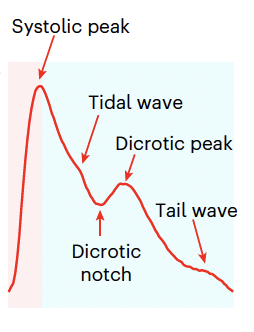 Systolic peak
Tidal wave
Dicrotic peak
Tail wave
Dicrotic
notch